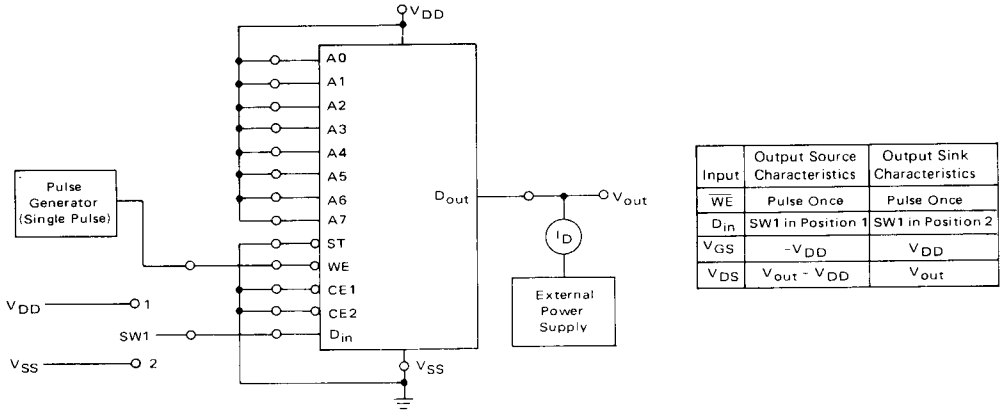 VDD
A0
A1
A2
A3
A4
A5
A6
A7
ST
WE
CE1
CE2
Din
Dout
Vout
ID
External
Power
Supply
VSS
Pulse
Generator
(Single Pulse)
VDD 1
SW1
VSS 2
Input Output Source Characteristics Output Sink Characteristics
WE Pulse Once Pulse Once
Din SW1 in Position 1 SW1 in Position 2
VGS -VDD VDD
VDS Vout - VDD Vout